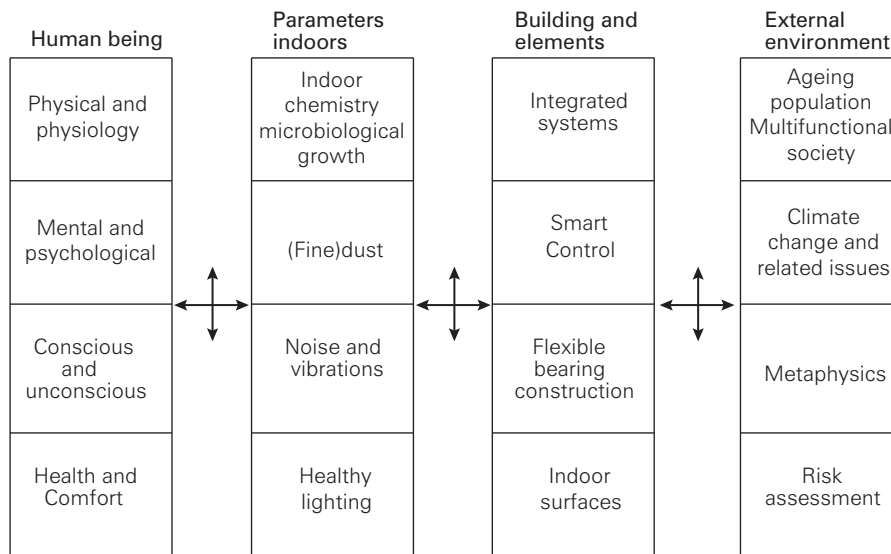 Human being
Physical and
physiology
Mental and
psychological
Conscious
and
unconscious
Health and
Comfort
Parameters
indoors
Indoor
chemistry
microbiological
growth
(Fine)dust
Noise and
vibrations
Healthy
lighting
Building and
elements
Integrated
systems
Smart
Control
Flexible
bearing
construction
Indoor
surfaces
External
environment
Ageing
population
Multifunctional
society
Climate
change and
related issues
Metaphysics
Risk
assessment